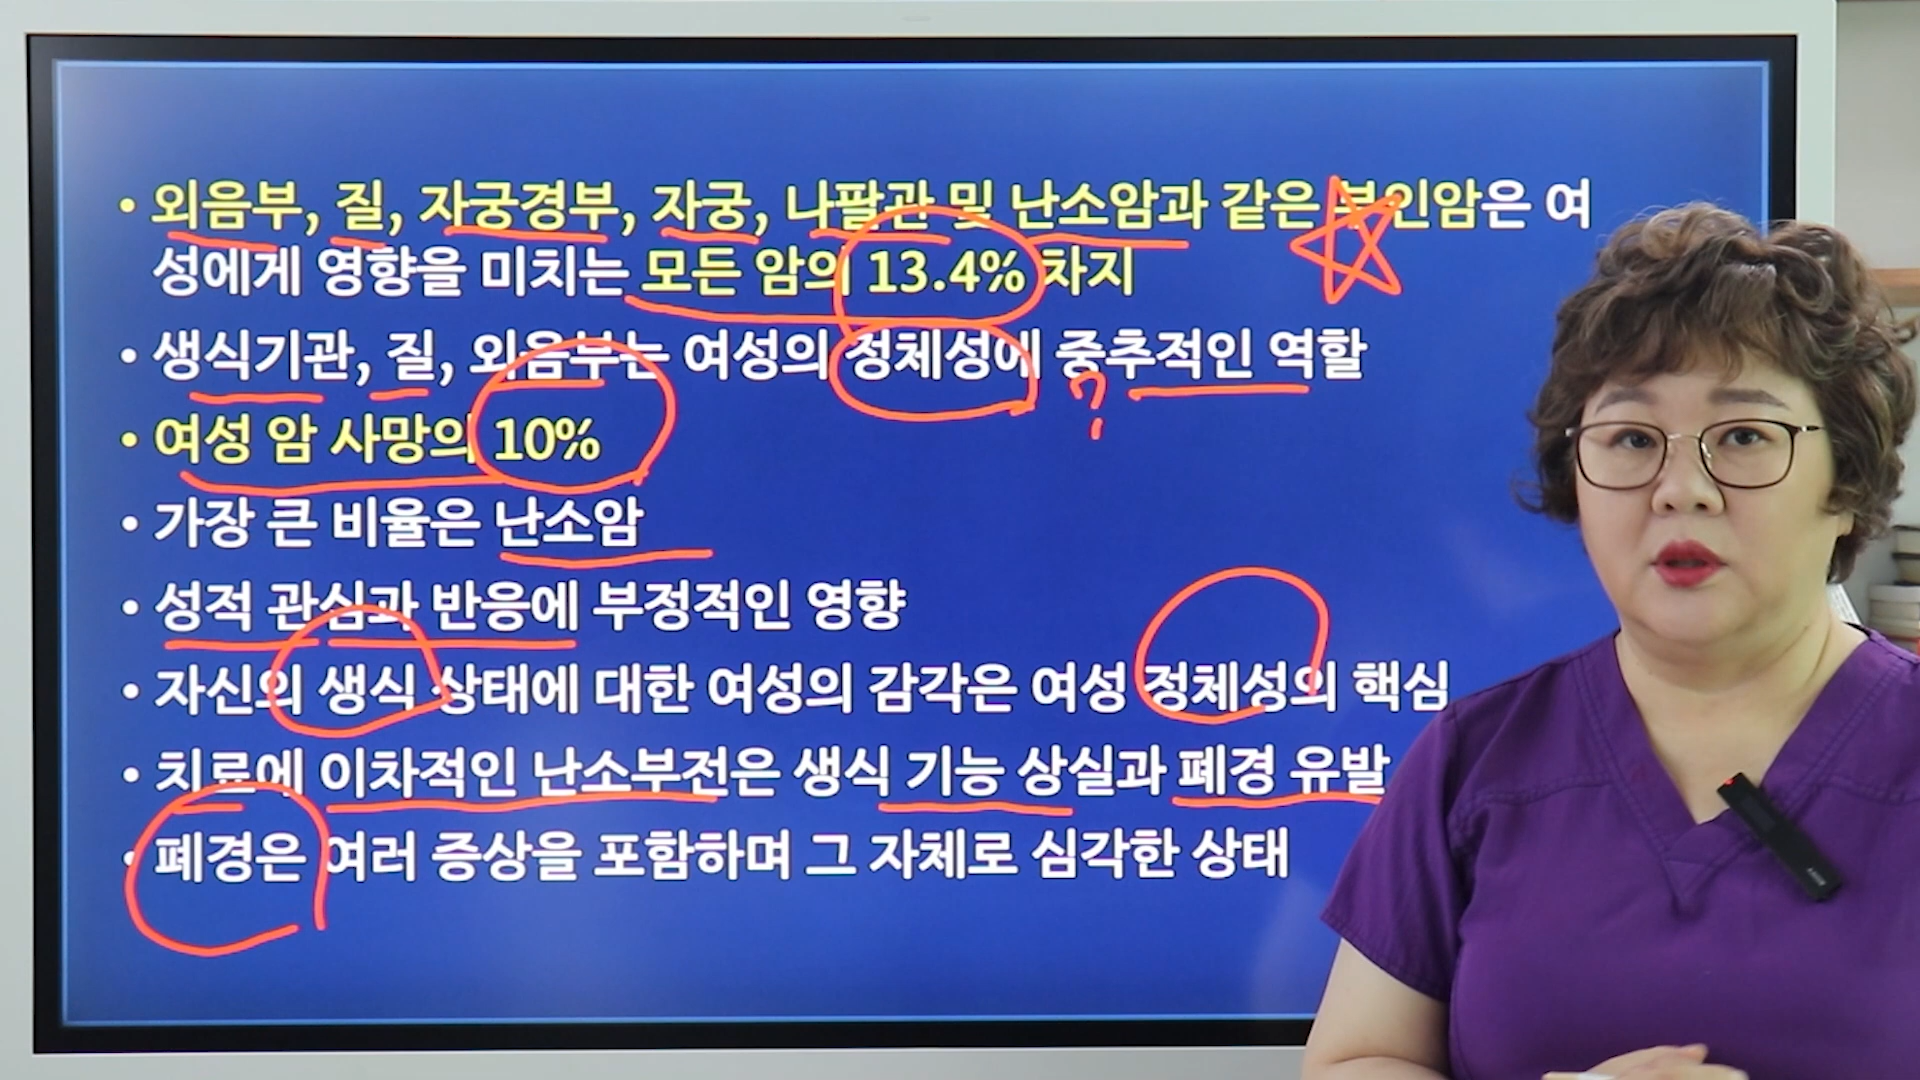 • 외음부, 질, 자궁경부, 자궁, 나팔관 및 난소암과 같은 부인암은 여
성에게 영향을 미치는 모든 암의 13.4% 차지
• 생식기관, 질, 외음부는 여성의 정체성에 중추적인 역할
?
• 여성 암 사망의 10%
• 가장 큰 비율은 난소암
• 성적 관심과 반응에 부정적인 영향
• 자신의 생식 상태에 대한 여성의 감각은 여성 정체성의 핵심
• 치료에 이차적인 난소부전은 생식 기능 상실과 폐경 유발
• 폐경은 여러 증상을 포함하며 그 자체로 심각한 상태